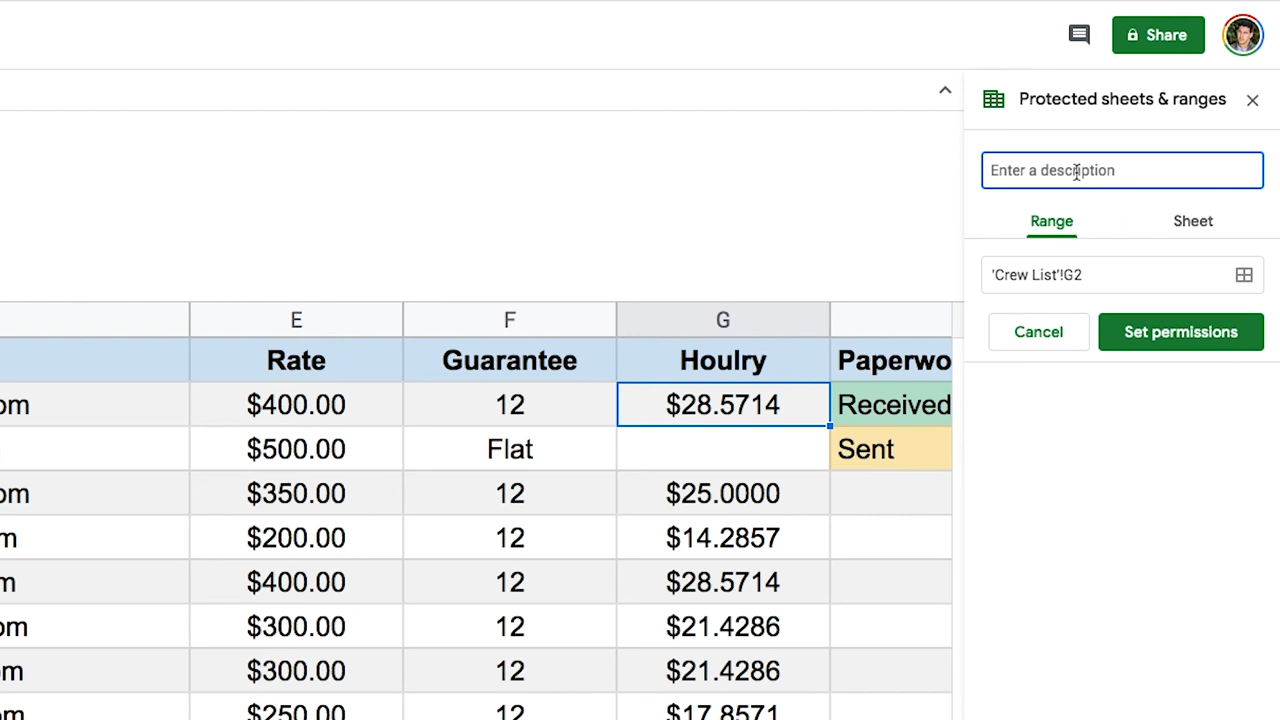 Share
Protected sheets & ranges
Enter a description
Range Sheet
'Crew List'!G2
Cancel Set permissions
E F G
Rate Guarantee Houlry Paperwo
om $400.00 12 $28.5714 Received
$500.00 Flat Sent
om $350.00 12 $25.0000
m $200.00 12 $14.2857
m $400.00 12 $28.5714
om $300.00 12 $21.4286
om $300.00 12 $21.4286
om $250.00 12 $17.8571